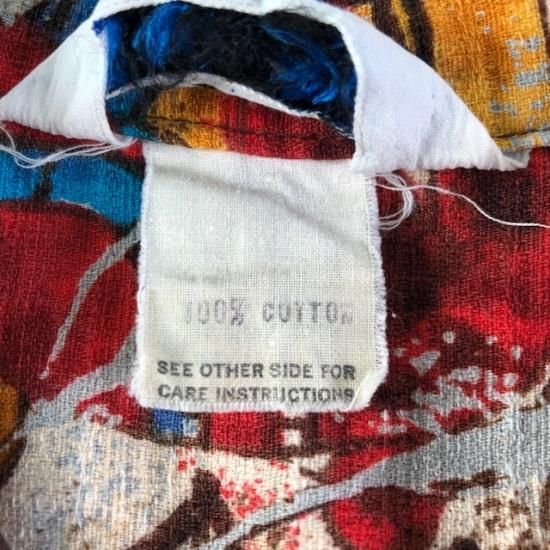 100% COTTON
SEE OTHER SIDE FOR
CARE INSTRUCTIONS